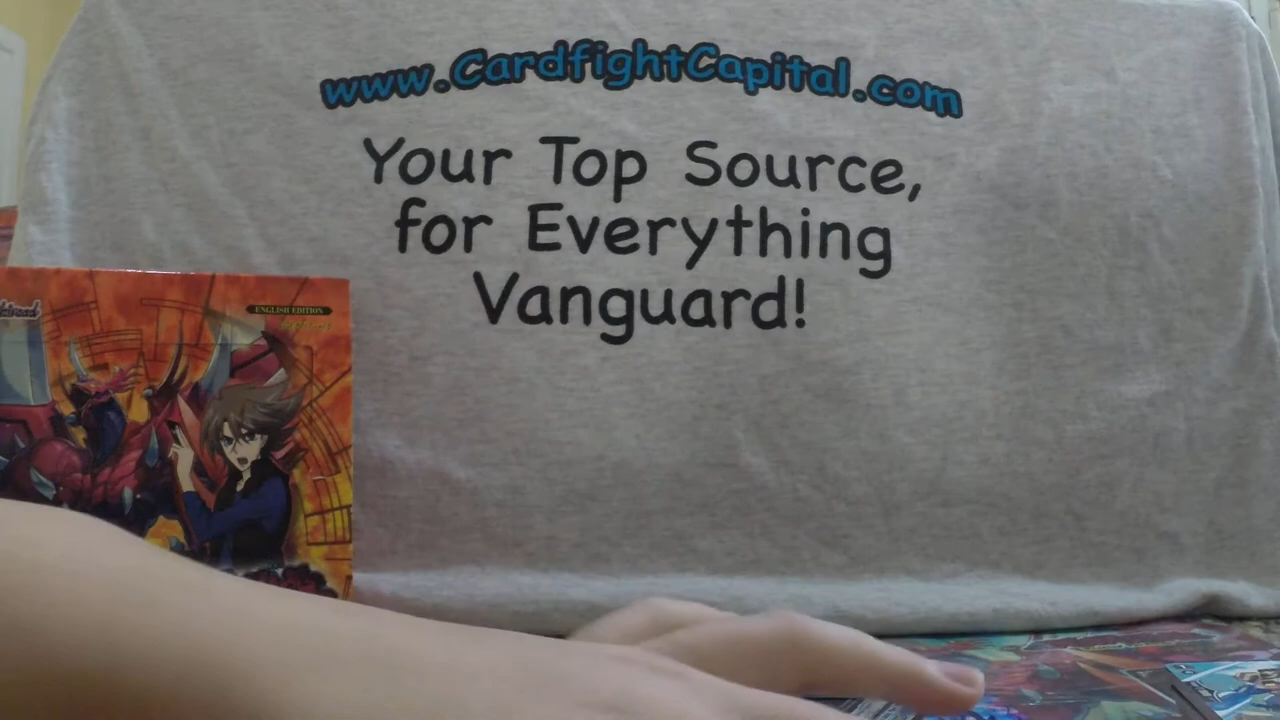 www.CardfightCapital.com
Your Top Source,
for Everything
Vanguard!
ENGLISH EDITION